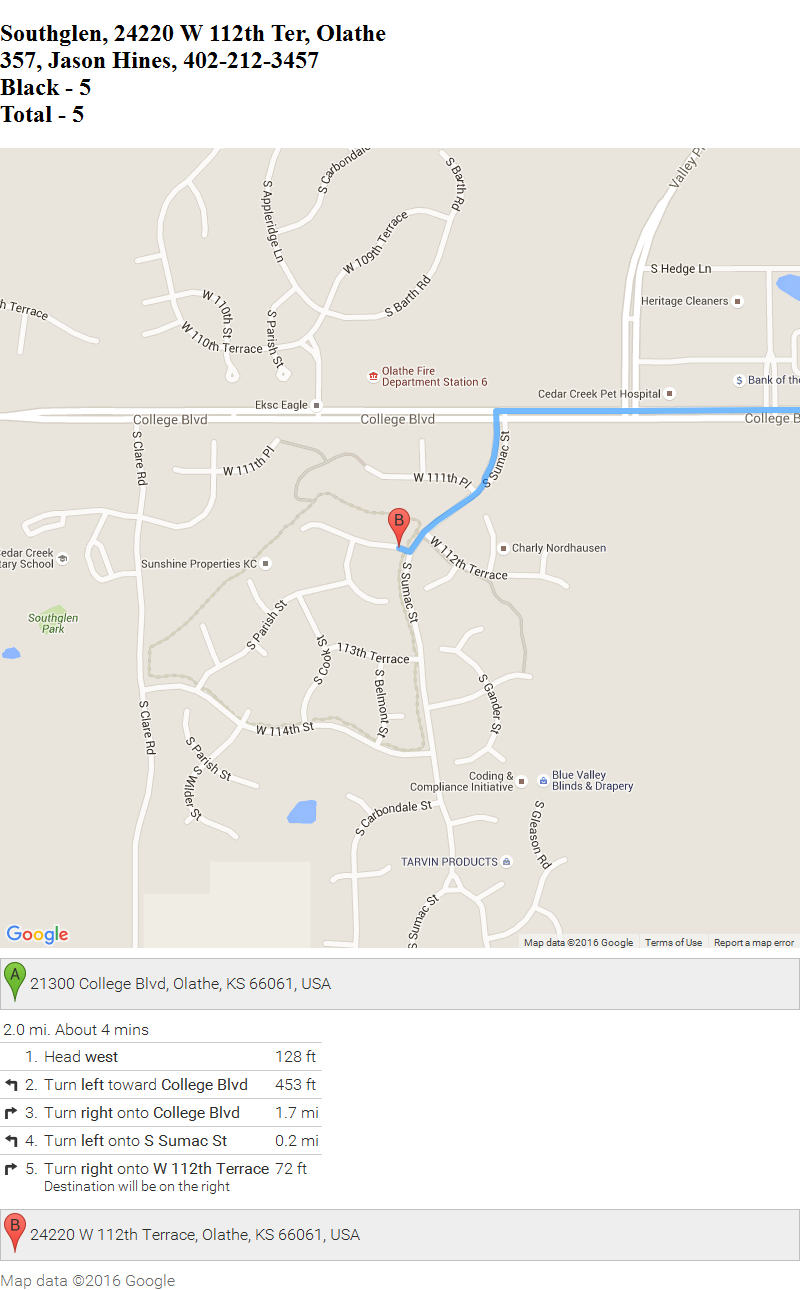 Southglen, 24220 W 112th Ter, Olathe
357, Jason Hines, 402-212-3457
Black - 5
Total - 5
S Carbondale
S Barth Rd
Valley P
S Appleridge Ln
W 109th Terrace
S Hedge Ln
S Barth Rd
Heritage Cleaners
h Terrace
W 110th St
S Parish St
W 110th Terrace
Olathe Fire
Department Station 6
$ Bank of the
Cedar Creek Pet Hospital
Eksc Eagle
College Blvd
College Blvd
College B
S Clare Rd
S Sumac St
W 111th Pl
W 111th Pl
B
W 112th Terrace
Charly Nordhausen
Cedar Creek
tary School
Sunshine Properties KC
S Sumac St
Southglen
Park
S Parish St
S Cook St
113th Terrace
S Belmont St
S Gander St
S Clare Rd
W 114th St
S Parish St
S Wilder St
Coding &
Compliance Initiative
Blue Valley
Blinds & Drapery
S Carbondale St
S Gleason Rd
TARVIN PRODUCTS
S Sumac St
Google
Map data ©2016 Google Terms of Use Report a map error
A 21300 College Blvd, Olathe, KS 66061, USA
2.0 mi. About 4 mins
1. Head west 128 ft
2. Turn left toward College Blvd 453 ft
3. Turn right onto College Blvd 1.7 mi
4. Turn left onto S Sumac St 0.2 mi
5. Turn right onto W 112th Terrace 72 ft
Destination will be on the right
B 24220 W 112th Terrace, Olathe, KS 66061, USA
Map data ©2016 Google